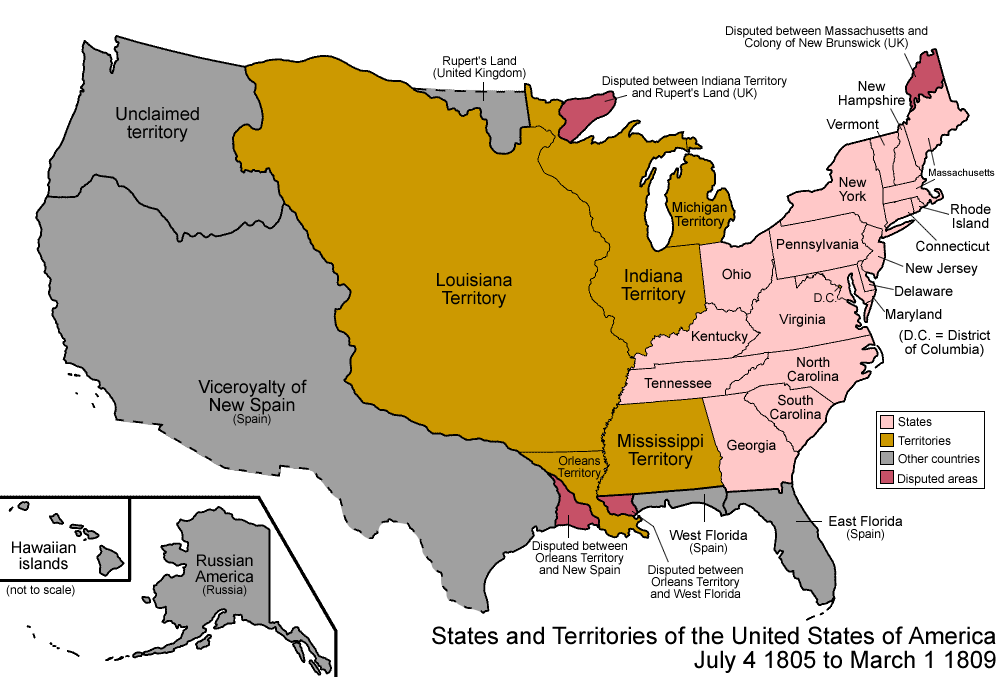 Disputed between Massachusetts and
Colony of New Brunswick (UK)
Rupert's Land
(United Kingdom)
Disputed between Indiana Territory
and Rupert's Land (UK)
New
Hampshire
Vermont
Unclaimed
territory
Massachusetts
New
York
Michigan
Territory
Rhode
Island
Connecticut
Pennsylvania
New Jersey
Ohio
Louisiana
Territory
Indiana
Territory
Delaware
D.C.
Maryland
Virginia
(D.C. = District
of Columbia)
Kentucky
North
Carolina
Tennessee
Viceroyalty of
New Spain
(Spain)
South
Carolina
Georgia
Mississippi
Territory
Orleans
Territory
States
Territories
Other countries
Disputed areas
East Florida
(Spain)
West Florida
(Spain)
Disputed between
Orleans Territory
and New Spain
Disputed between
Orleans Territory
and West Florida
Hawaiian
islands
(not to scale)
Russian
America
(Russia)
States and Territories of the United States of America
July 4 1805 to March 1 1809